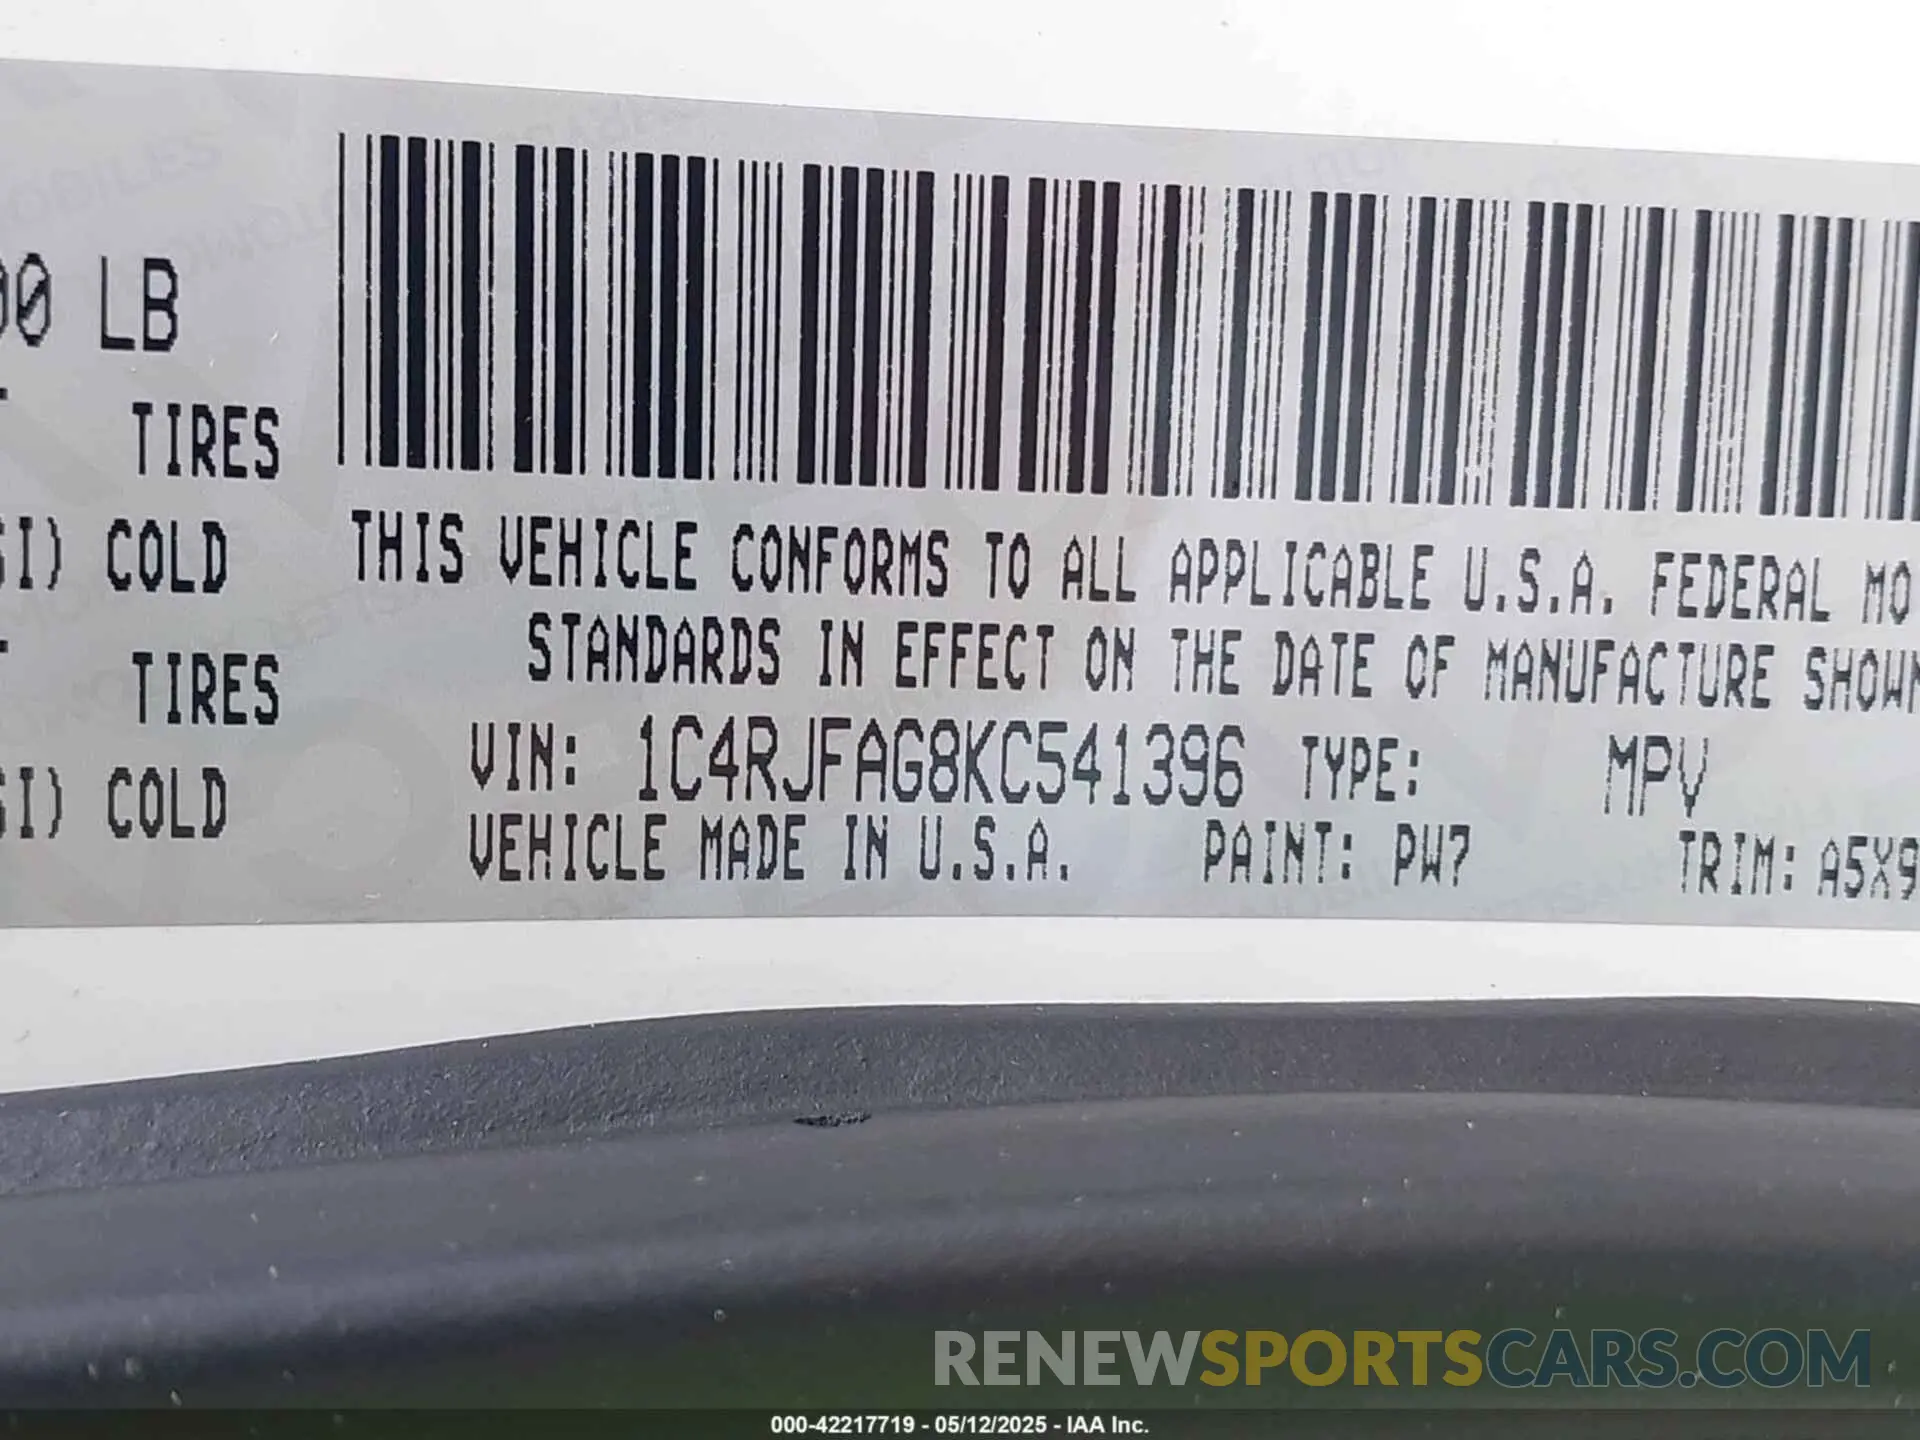 00 LB
TIRES
SI) COLD
TIRES
SI) COLD
THIS VEHICLE CONFORMS TO ALL APPLICABLE U.S.A. FEDERAL MO
STANDARDS IN EFFECT ON THE DATE OF MANUFACTURE SHOWN
VIN: 1C4RJFAG8KC541396 TYPE: MPV
VEHICLE MADE IN U.S.A. PAINT: PW7 TRIM: A5X9
RENEWSPORTSCARS.COM
000-42217719 - 05/12/2025 - IAA Inc.